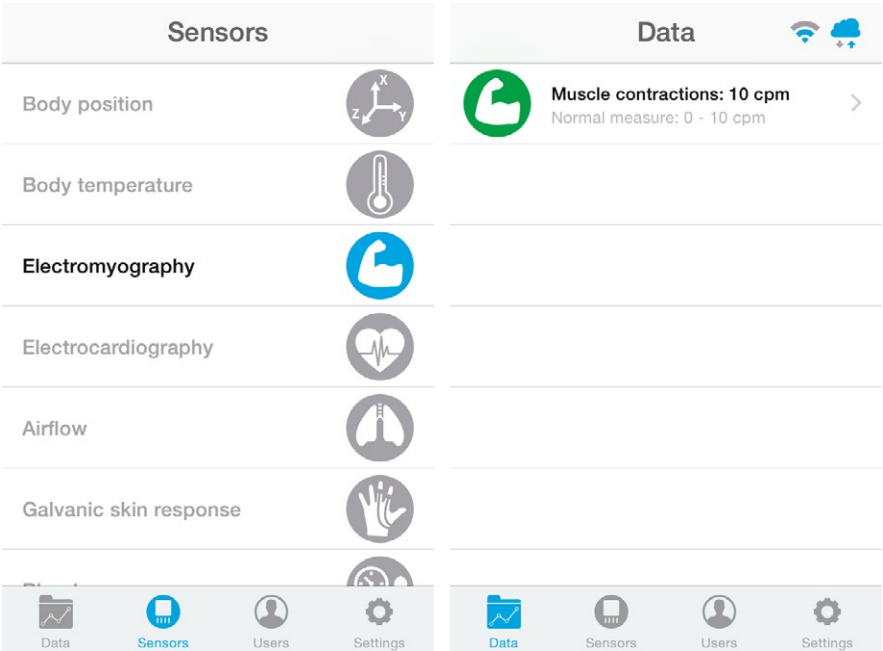 Sensors
Body position
X
Z
Y
Body temperature
Electromyography
Electrocardiography
Airflow
Galvanic skin response
Data
Sensors
Users
Settings
Data
Muscle contractions: 10 cpm
Normal measure: 0 - 10 cpm
Data
Sensors
Users
Settings